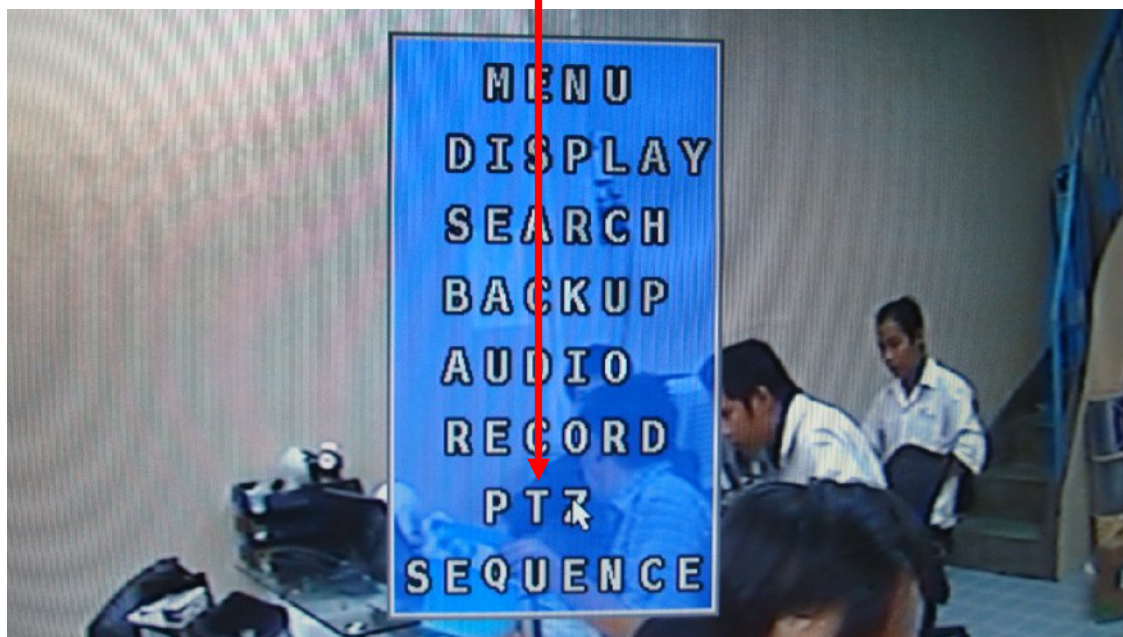 MENU
DISPLAY
SEARCH
BACKUP
AUDIO
RECORD
PTZ
SEQUENCE